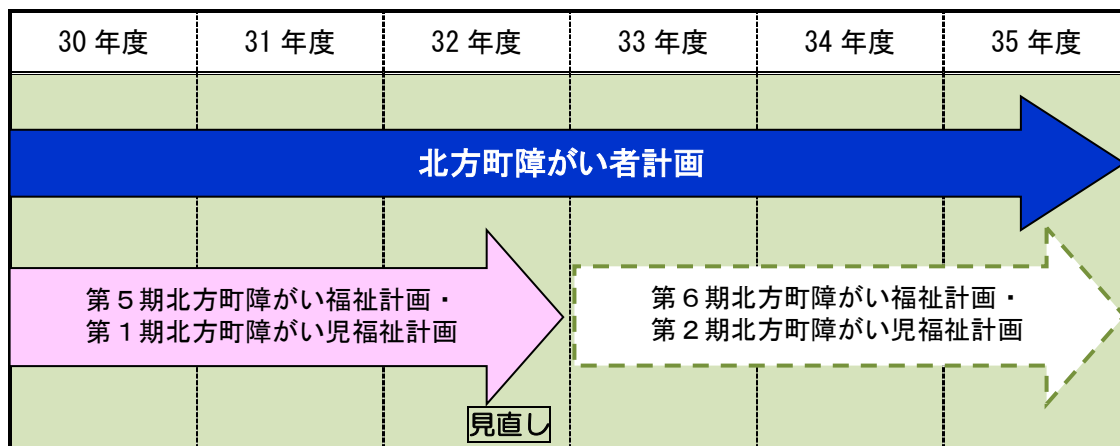 30 年度 31 年度 32 年度 33 年度 34 年度 35 年度
北方町障がい者計画
第５期北方町障がい福祉計画・
第１期北方町障がい児福祉計画
第６期北方町障がい福祉計画・
第２期北方町障がい児福祉計画
見直し